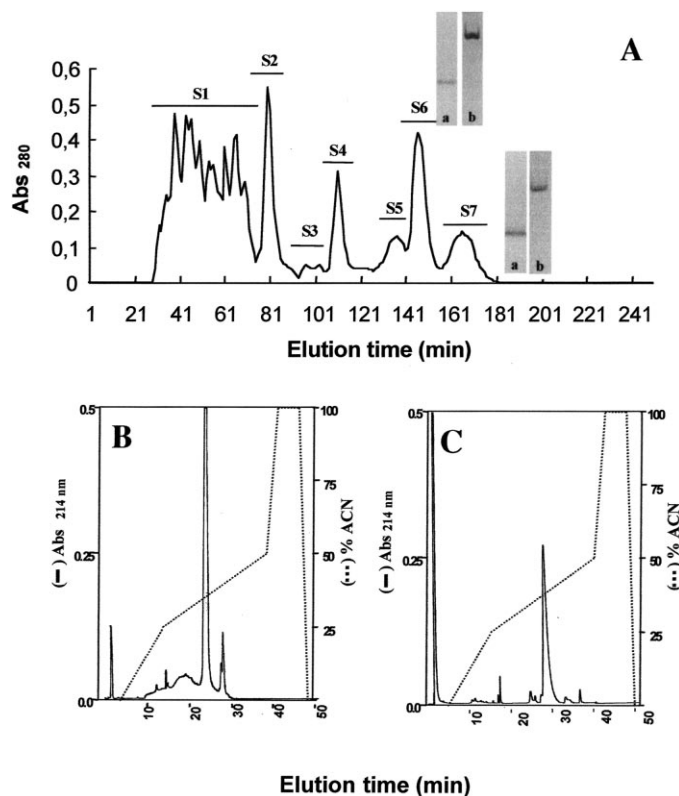 A
0,6
0,5
0,4
0,3
0,2
0,1
0
Abs 280
S1
S2
S3
S4
S5
S6
S7
a
b
a
b
1 21 41 61 81 101 121 141 161 181 201 221 241
Elution time (min)
B
0.5
0.25
0.0
(━) Abs 214 nm
100
75
50
25
(•••) % ACN
10 20 30 40 50
C
0.5
0.25
0.0
(━) Abs 214 nm
100
75
50
25
0
(•••) % ACN
10 20 30 40 50
Elution time (min)